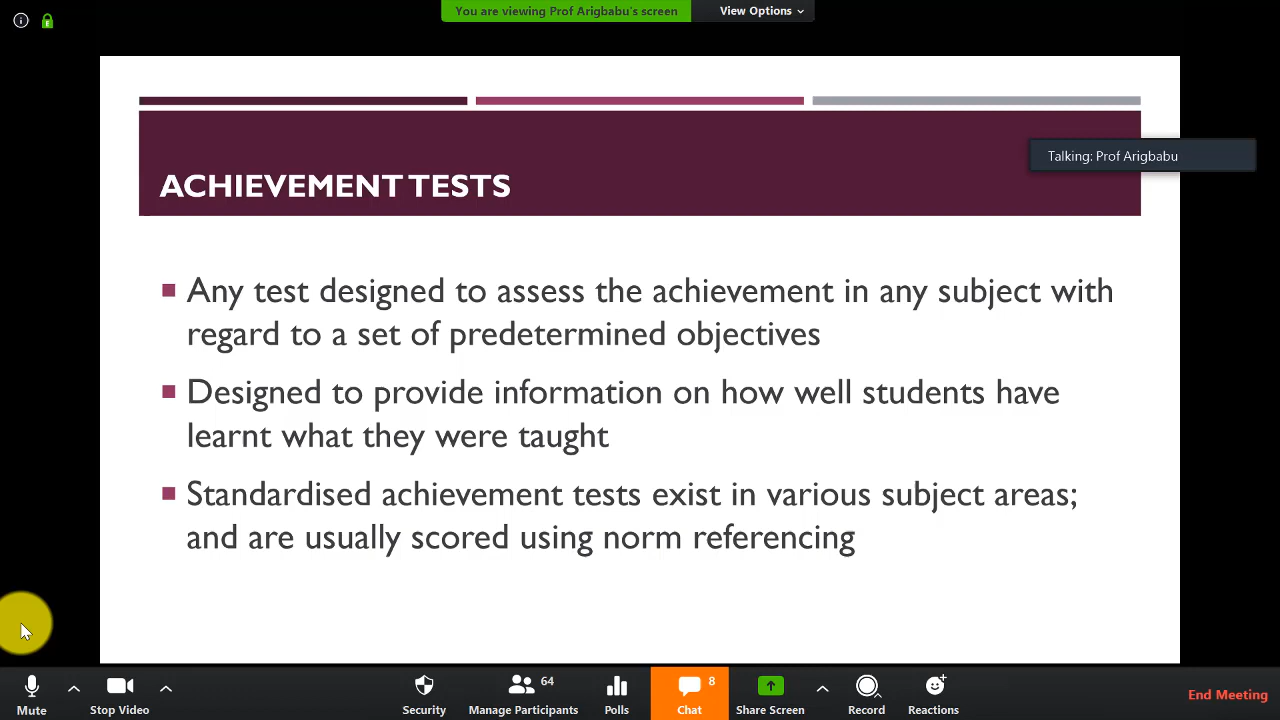 You are viewing Prof Arigbabu's screen
View Options
Talking: Prof Arigbabu
ACHIEVEMENT TESTS
Any test designed to assess the achievement in any subject with
regard to a set of predetermined objectives
Designed to provide information on how well students have
learnt what they were taught
Standardised achievement tests exist in various subject areas;
and are usually scored using norm referencing
Mute
Stop Video
Security
64
Manage Participants
Polls
8
Chat
Share Screen
Record
Reactions
End Meeting